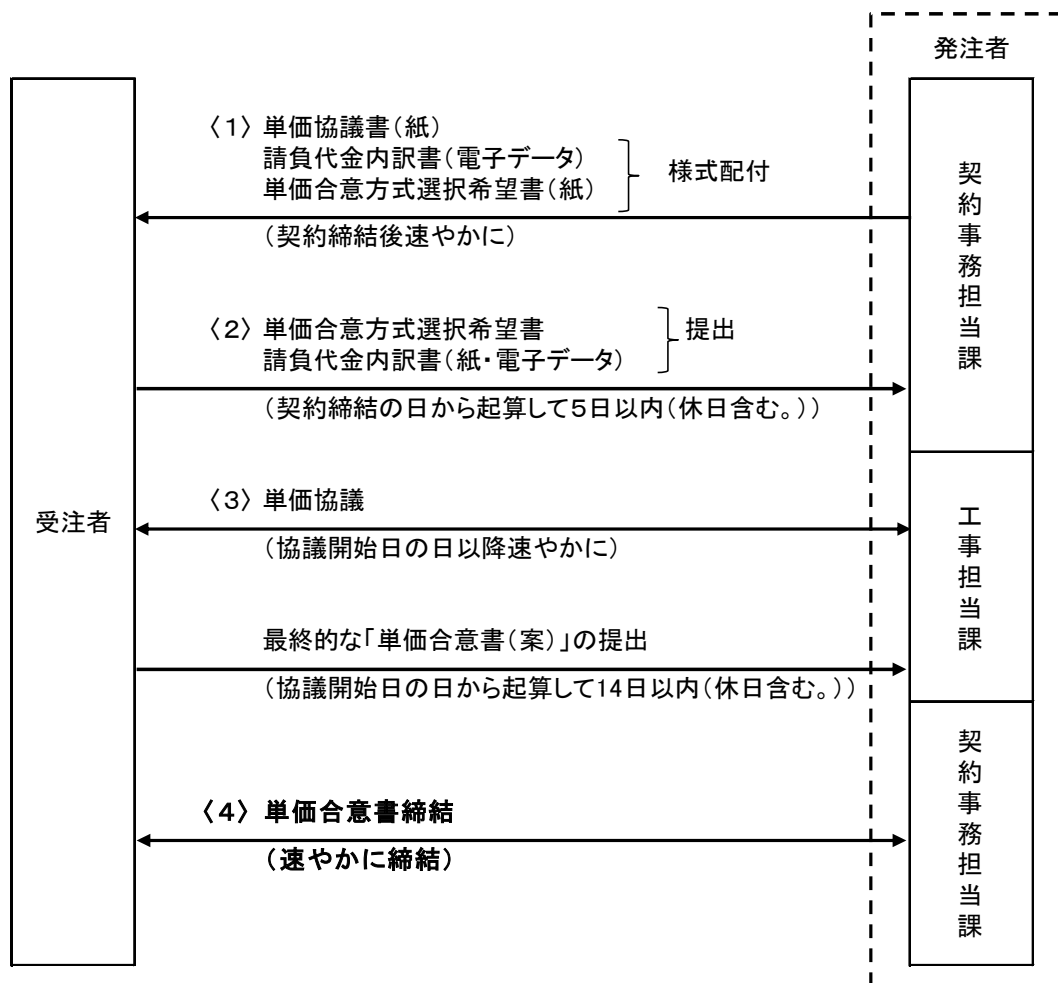 発注者
〈1〉 単価協議書(紙)
請負代金内訳書(電子データ)
単価合意方式選択希望書(紙)
様式配付
(契約締結後速やかに)
契約事務担当課
〈2〉 単価合意方式選択希望書
請負代金内訳書(紙・電子データ)
提出
(契約締結の日から起算して5日以内(休日含む。))
受注者
〈3〉 単価協議
(協議開始日の日以降速やかに)
工事担当課
最終的な「単価合意書(案)」の提出
(協議開始日の日から起算して14日以内(休日含む。))
〈4〉 単価合意書締結
(速やかに締結)
契約事務担当課